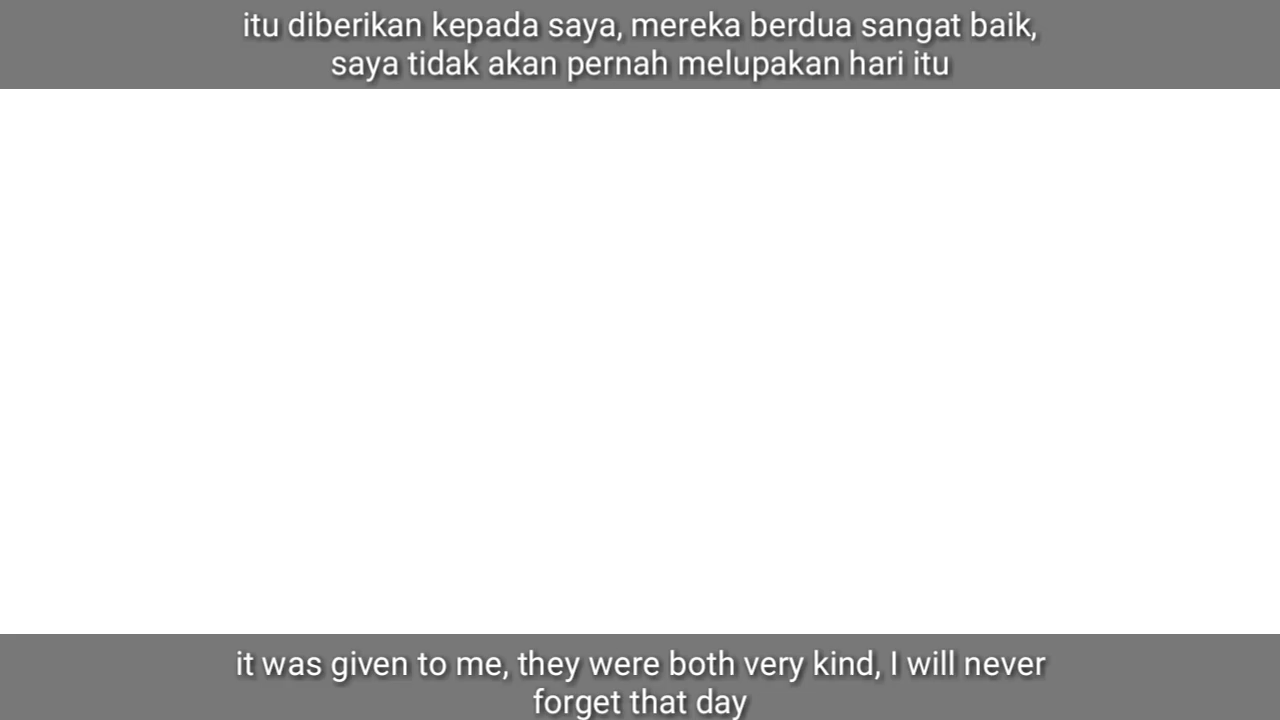 itu diberikan kepada saya, mereka berdua sangat baik,
saya tidak akan pernah melupakan hari itu
it was given to me, they were both very kind, I will never
forget that day